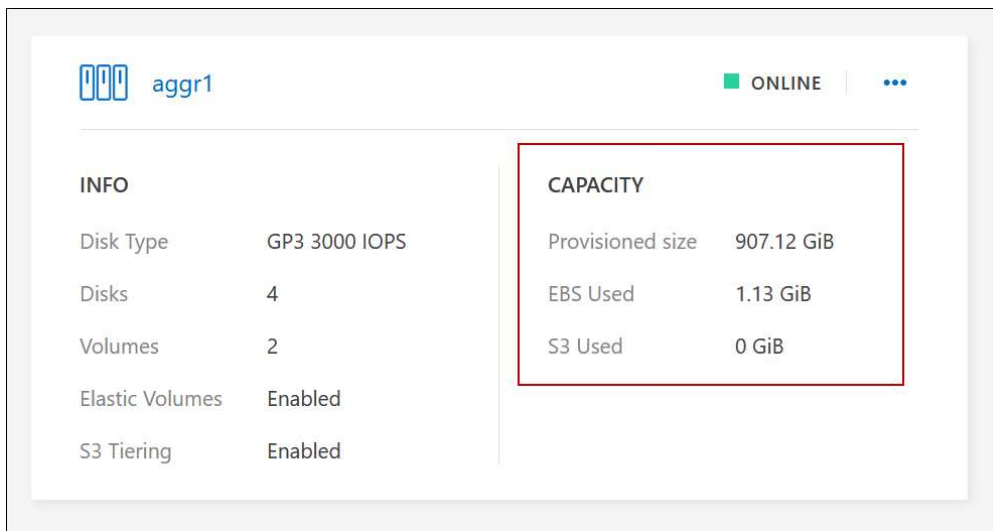 aggr1
ONLINE
INFO
Disk Type GP3 3000 IOPS
Disks 4
Volumes 2
Elastic Volumes Enabled
S3 Tiering Enabled
CAPACITY
Provisioned size 907.12 GiB
EBS Used 1.13 GiB
S3 Used 0 GiB